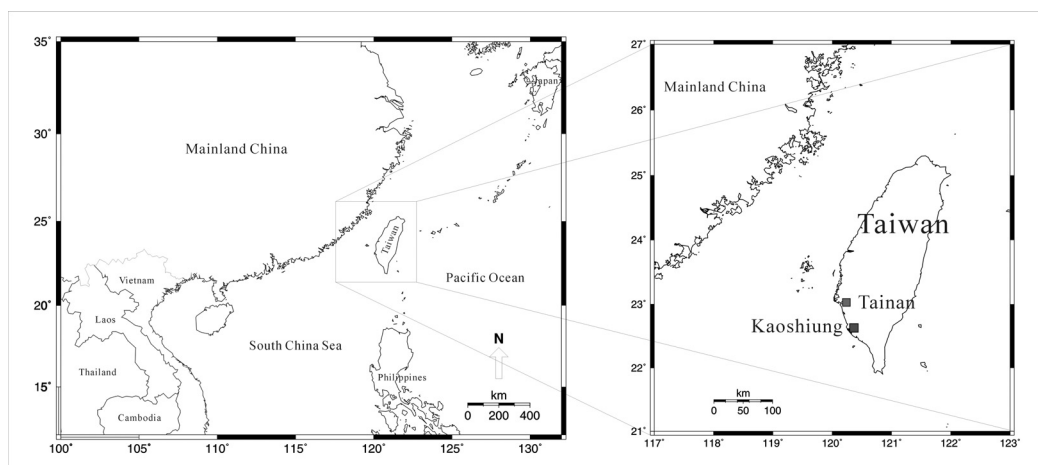 35°
30°
25°
20°
15°
100°
105°
110°
115°
120°
125°
130°
Mainland China
Japan
Taiwan
Pacific Ocean
Vietnam
Laos
South China Sea
N
Thailand
Philippines
Cambodia
km
0 200 400
27°
26°
25°
24°
23°
22°
21°
117°
118°
119°
120°
121°
122°
123°
Mainland China
Taiwan
Tainan
Kaoshiung
km
0 50 100